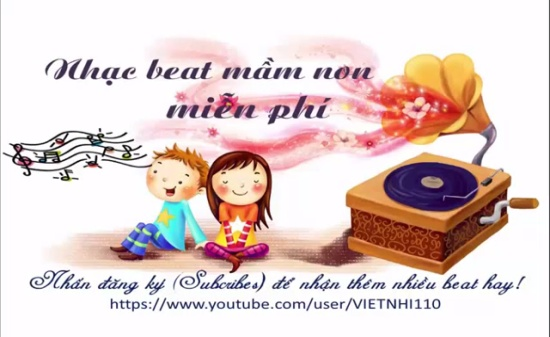 Nhạc beat mầm non
miễn phí
Nhấn đăng ký (Subcribes) để nhận thêm nhiều beat hay!
https://www.youtube.com/user/VIETNHI110